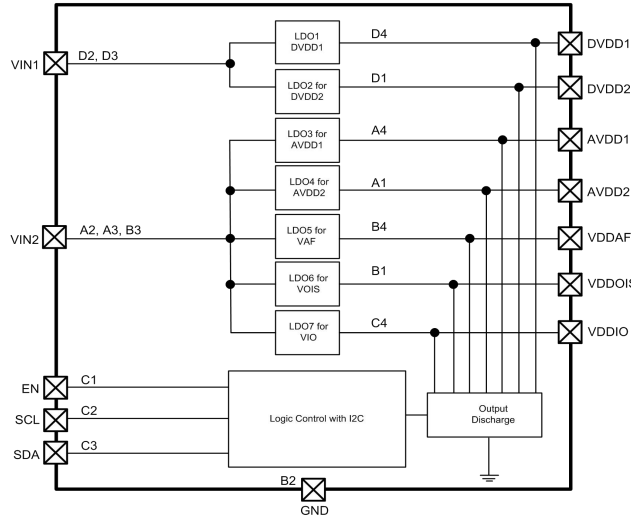 LDO1
DVDD1
D4
DVDD1
VIN1
D2, D3
LDO2 for
DVDD2
D1
DVDD2
LDO3 for
AVDD1
A4
AVDD1
LDO4 for
AVDD2
A1
AVDD2
VIN2
A2, A3, B3
LDO5 for
VAF
B4
VDDAF
LDO6 for
VOIS
B1
VDDOIS
LDO7 for
VIO
C4
VDDIO
EN
C1
SCL
C2
SDA
C3
Logic Control with I2C
Output
Discharge
B2
GND